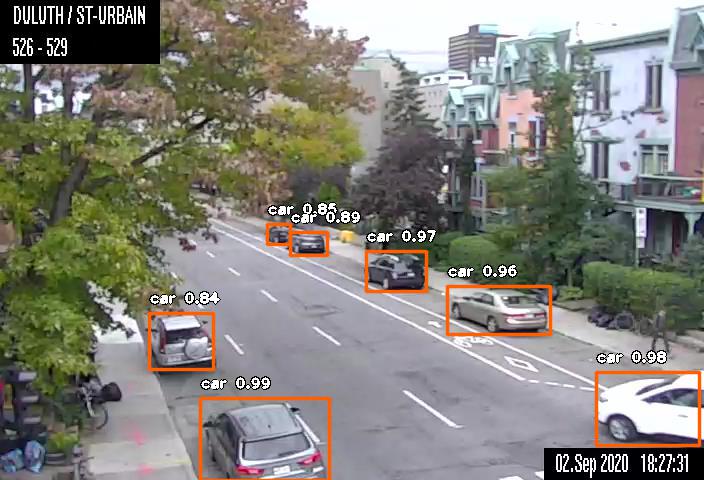 DULUTH / ST-URBAIN
526 - 529
car 0.85
car 0.89
car 0.97
car 0.96
car 0.84
car 0.98
car 0.99
02.Sep 2020 18:27:31